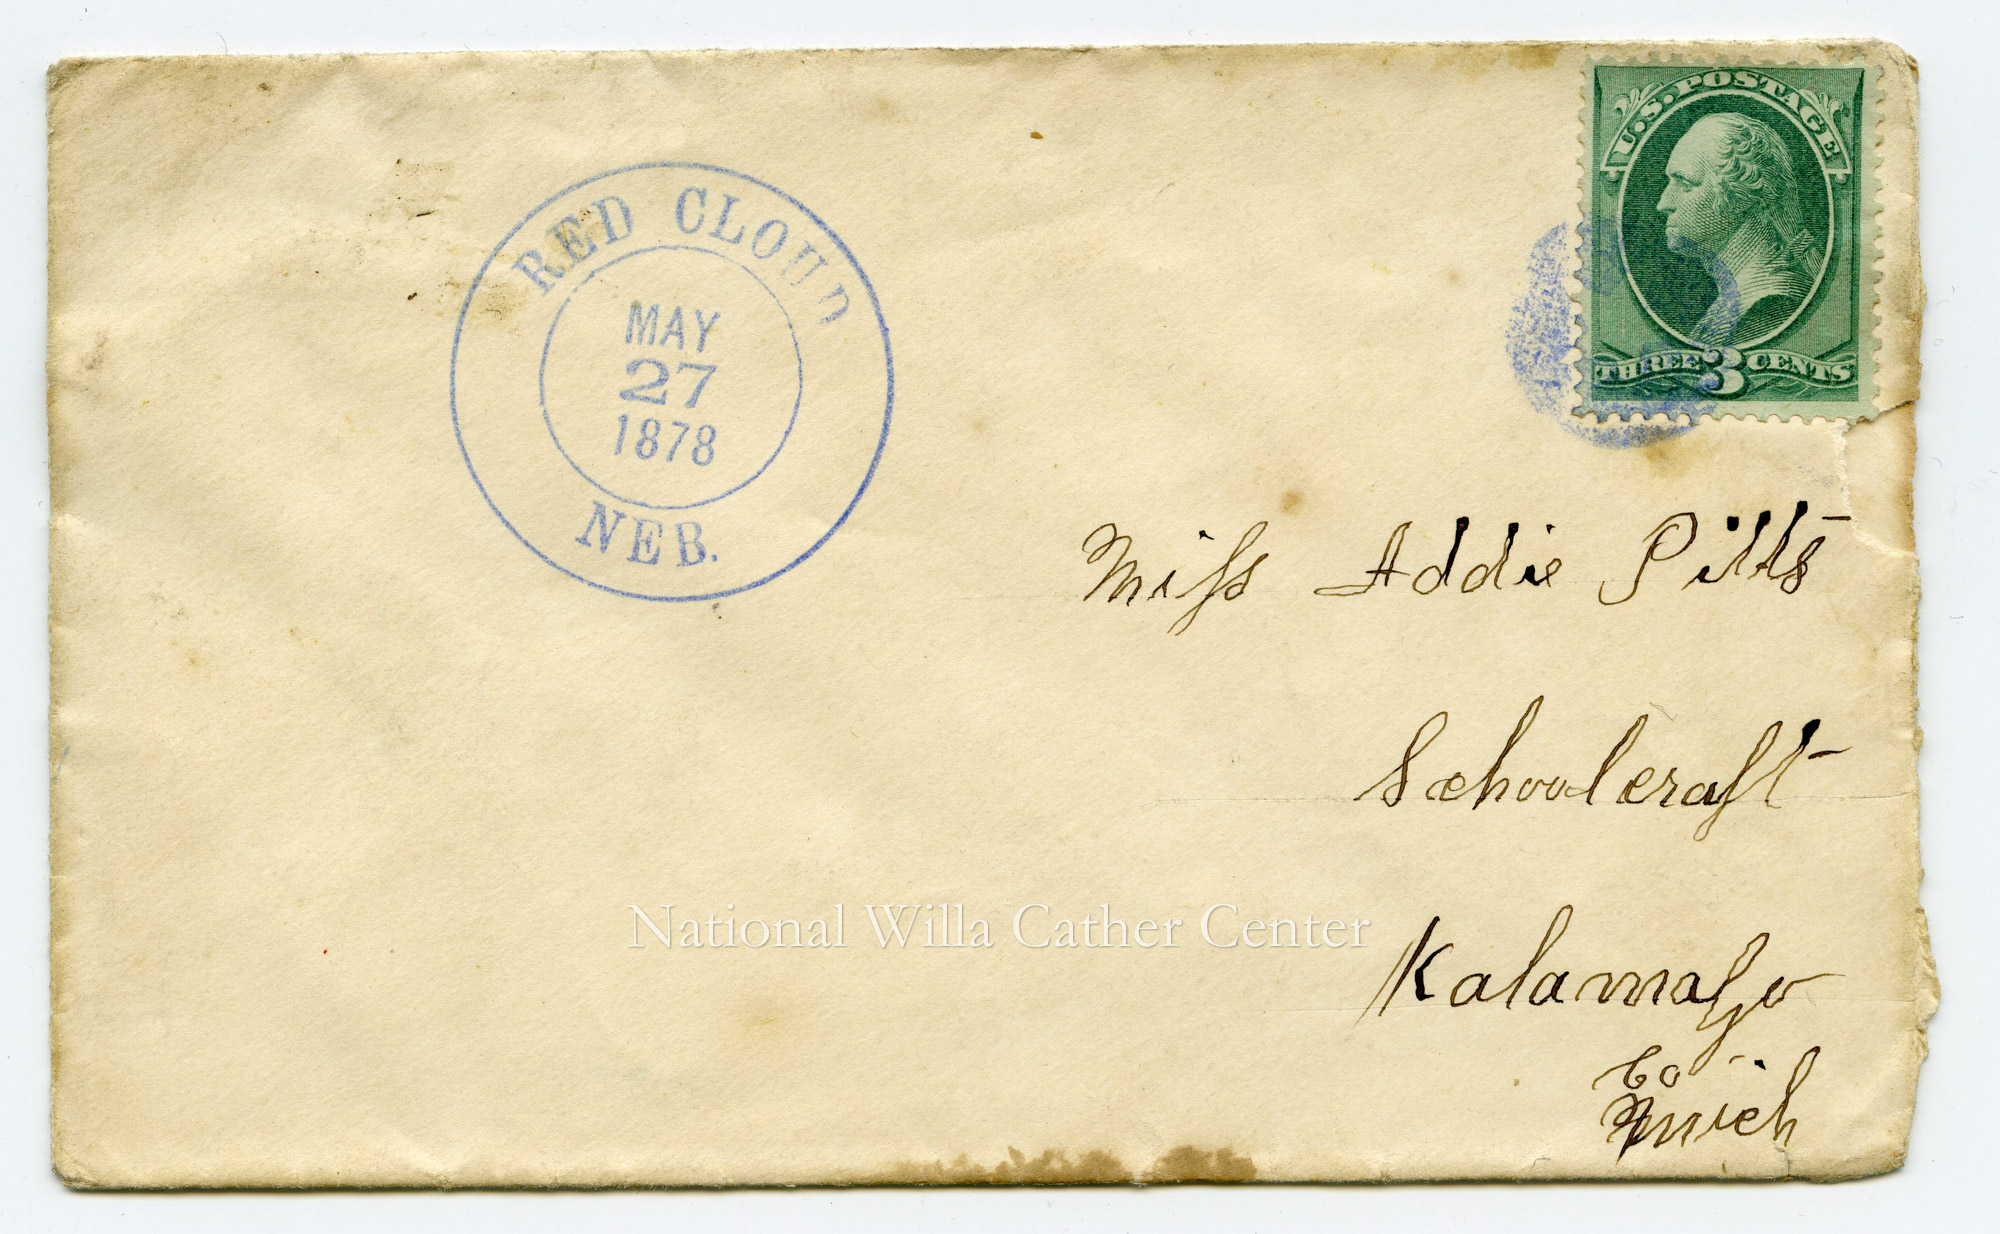 RED CLOUD
MAY
27
1878
NEB.
U.S. POSTAGE
THREE 3 CENTS
Miss Addie Pitts
Schoolcraft
Kalamazo
Co
Mich
National Willa Cather Center